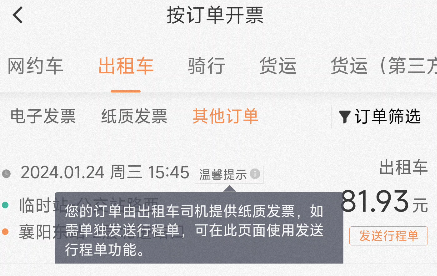 按订单开票
网约车 出租车 骑行 货运 货运（第三方
电子发票 纸质发票 其他订单 订单筛选
2024.01.24 周三 15:45 温馨提示 出租车
临时站 81.93元
襄阳东 发送行程单
您的订单由出租车司机提供纸质发票，如
需单独发送行程单，可在此页面使用发送
行程单功能。